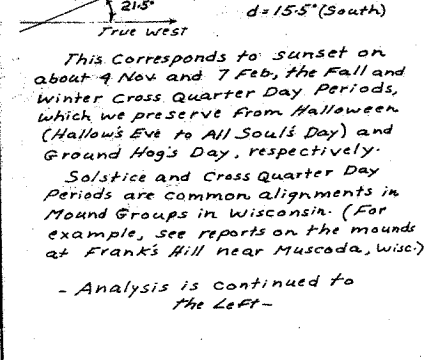 21.5°
d = 15.5° (South)
True West
This corresponds to sunset on
about 4 Nov and 7 Feb, the Fall and
Winter Cross Quarter Day Periods,
which we preserve from Halloween
(Hallow's Eve to All Soul's Day) and
Ground Hog's Day, respectively.
Solstice and Cross Quarter Day
Periods are common alignments in
Mound Groups in Wisconsin. (For
example, see reports on the mounds
at Frank's Hill near Muscoda, Wisc.)
- Analysis is continued to
the Left -